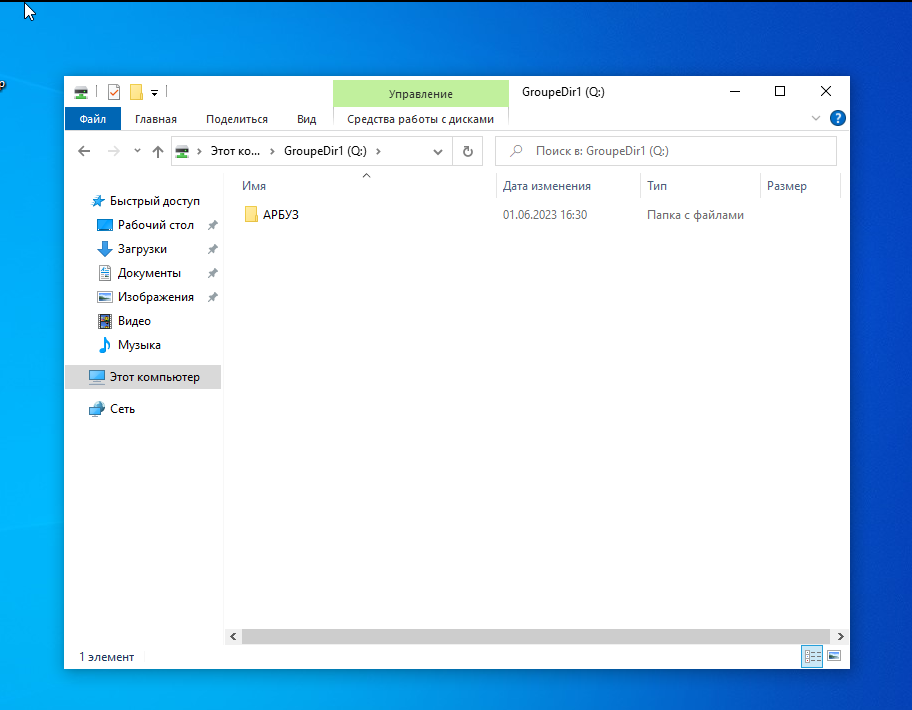 Управление
GroupeDir1 (Q:)
Файл
Главная
Поделиться
Вид
Средства работы с дисками
?
Этот ко... > GroupeDir1 (Q:) >
Поиск в: GroupeDir1 (Q:)
Имя
Дата изменения
Тип
Размер
АРБУЗ
01.06.2023 16:30
Папка с файлами
Быстрый доступ
Рабочий стол
Загрузки
Документы
Изображения
Видео
Музыка
Этот компьютер
Сеть
1 элемент